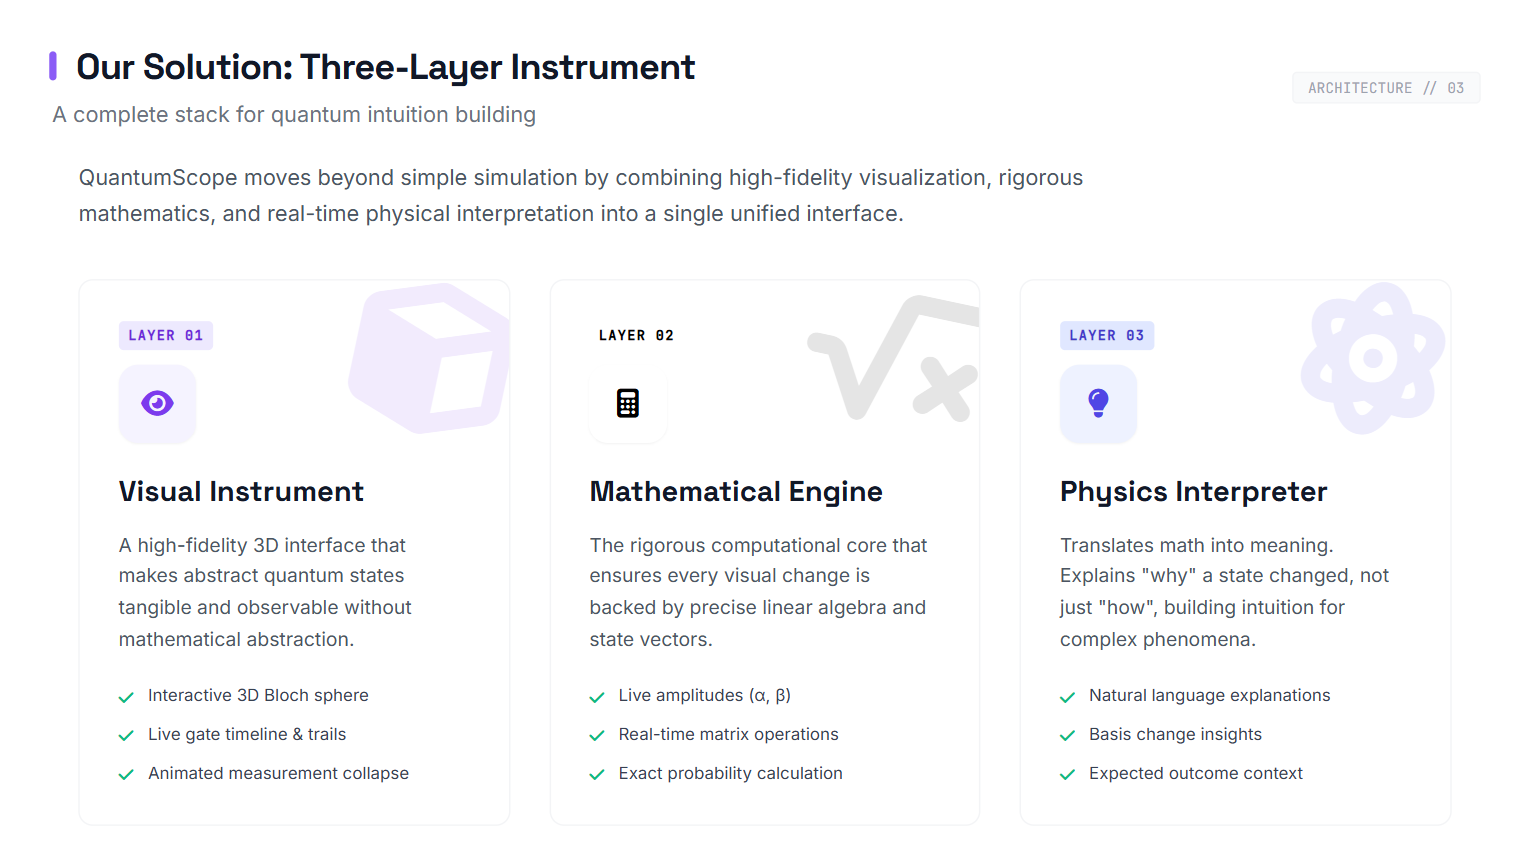 Our Solution: Three-Layer Instrument
A complete stack for quantum intuition building
ARCHITECTURE // 03
QuantumScope moves beyond simple simulation by combining high-fidelity visualization, rigorous
mathematics, and real-time physical interpretation into a single unified interface.
LAYER 01
Visual Instrument
A high-fidelity 3D interface that
makes abstract quantum states
tangible and observable without
mathematical abstraction.
Interactive 3D Bloch sphere
Live gate timeline & trails
Animated measurement collapse
LAYER 02
√x
Mathematical Engine
The rigorous computational core that
ensures every visual change is
backed by precise linear algebra and
state vectors.
Live amplitudes (α, β)
Real-time matrix operations
Exact probability calculation
LAYER 03
Physics Interpreter
Translates math into meaning.
Explains "why" a state changed, not
just "how", building intuition for
complex phenomena.
Natural language explanations
Basis change insights
Expected outcome context